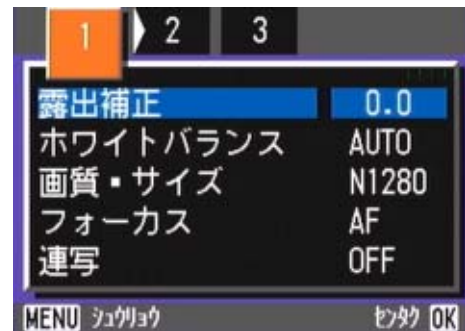 1 2 3
露出補正 0.0
ホワイトバランス AUTO
画質・サイズ N1280
フォーカス AF
連写 OFF
MENU シュウリョウ センタク OK